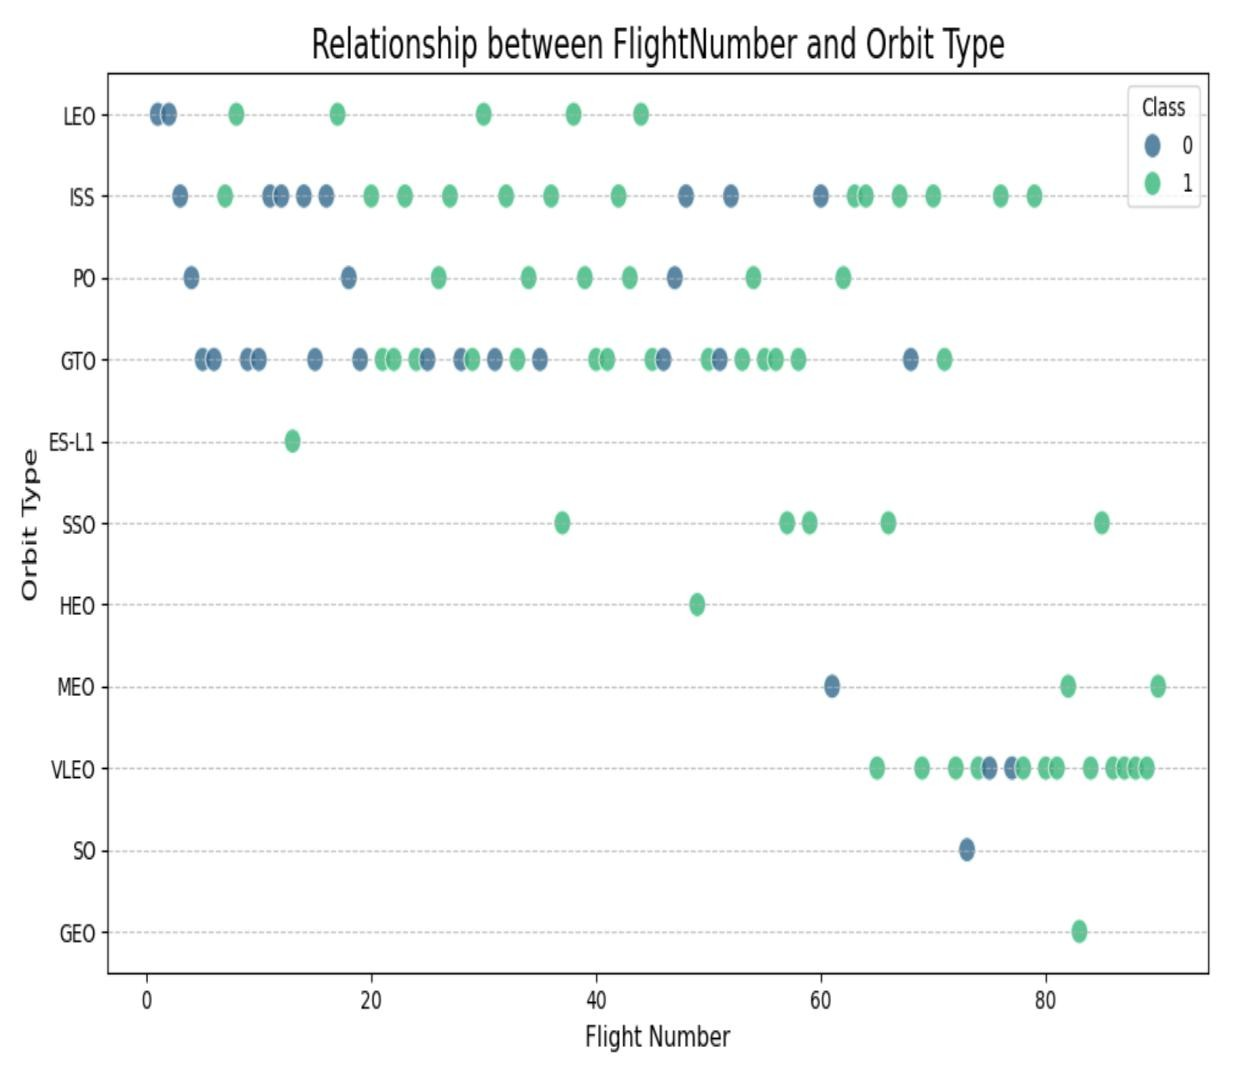 Relationship between FlightNumber and Orbit Type
Class
0
1
LEO
ISS
PO
GTO
ES-L1
SSO
HEO
MEO
VLEO
SO
GEO
Orbit Type
0 20 40 60 80
Flight Number